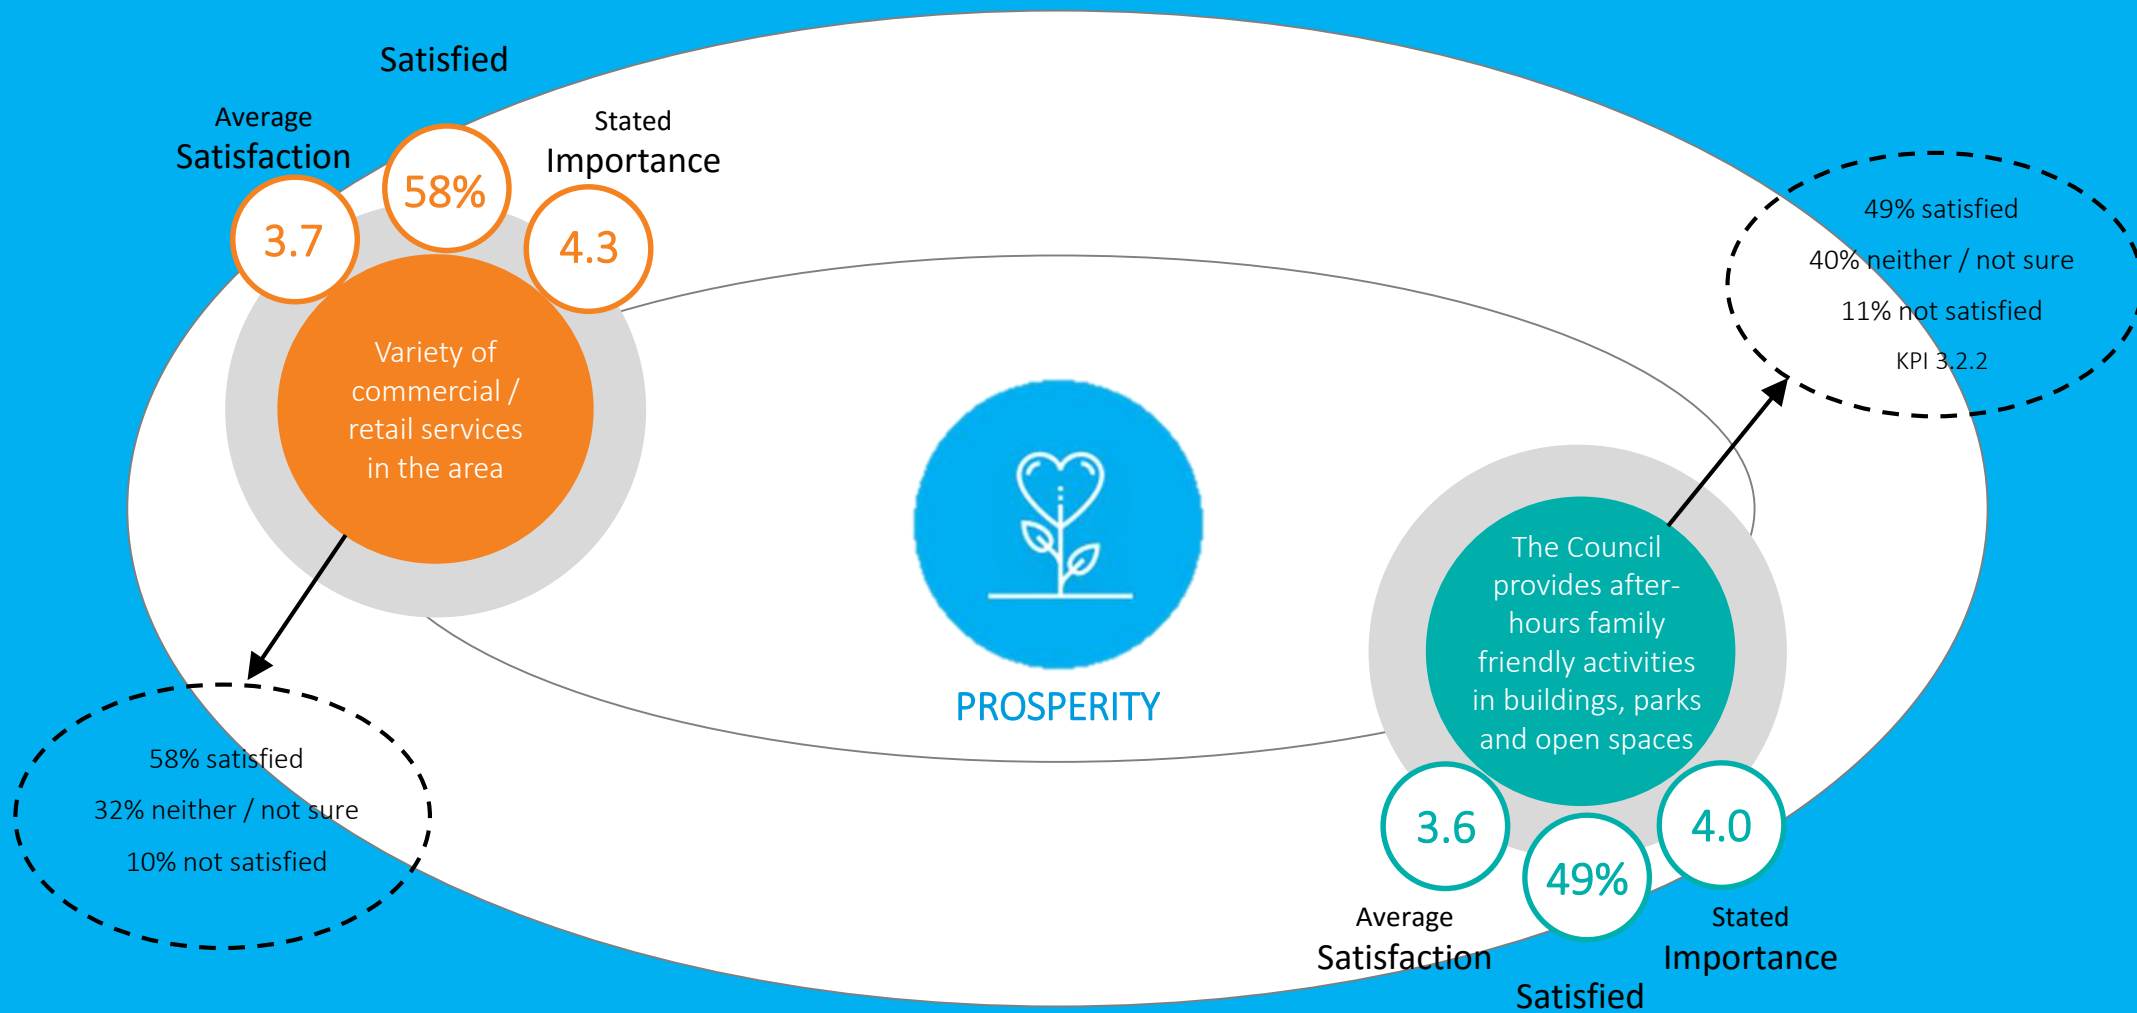 Satisfied
Average
Satisfaction
Stated
Importance
58%
3.7
4.3
Variety of
commercial /
retail services
in the area
58% satisfied
32% neither / not sure
10% not satisfied
PROSPERITY
49% satisfied
40% neither / not sure
11% not satisfied
KPI 3.2.2
The Council
provides after-
hours family
friendly activities
in buildings, parks
and open spaces
3.6
49%
4.0
Average
Satisfaction
Satisfied
Stated
Importance